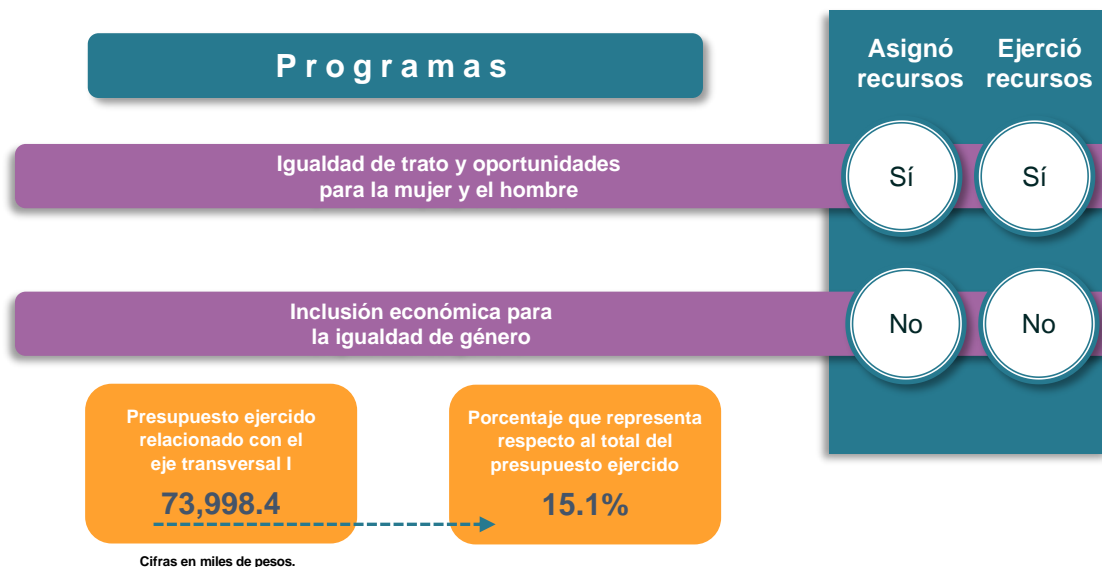 Programas
Asignó
recursos
Ejerció
recursos
Igualdad de trato y oportunidades
para la mujer y el hombre
Sí
Sí
Inclusión económica para
la igualdad de género
No
No
Presupuesto ejercido
relacionado con el
eje transversal I
73,998.4
Porcentaje que representa
respecto al total del
presupuesto ejercido
15.1%
Cifras en miles de pesos.